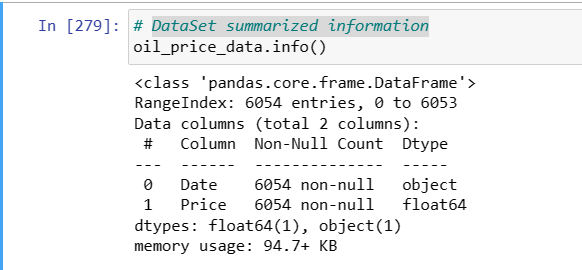 In [279]: # DataSet summarized information
oil_price_data.info()
<class 'pandas.core.frame.DataFrame'>
RangeIndex: 6054 entries, 0 to 6053
Data columns (total 2 columns):
 #   Column  Non-Null Count  Dtype
---  ------  --------------  -----
 0   Date    6054 non-null   object
 1   Price   6054 non-null   float64
dtypes: float64(1), object(1)
memory usage: 94.7+ KB